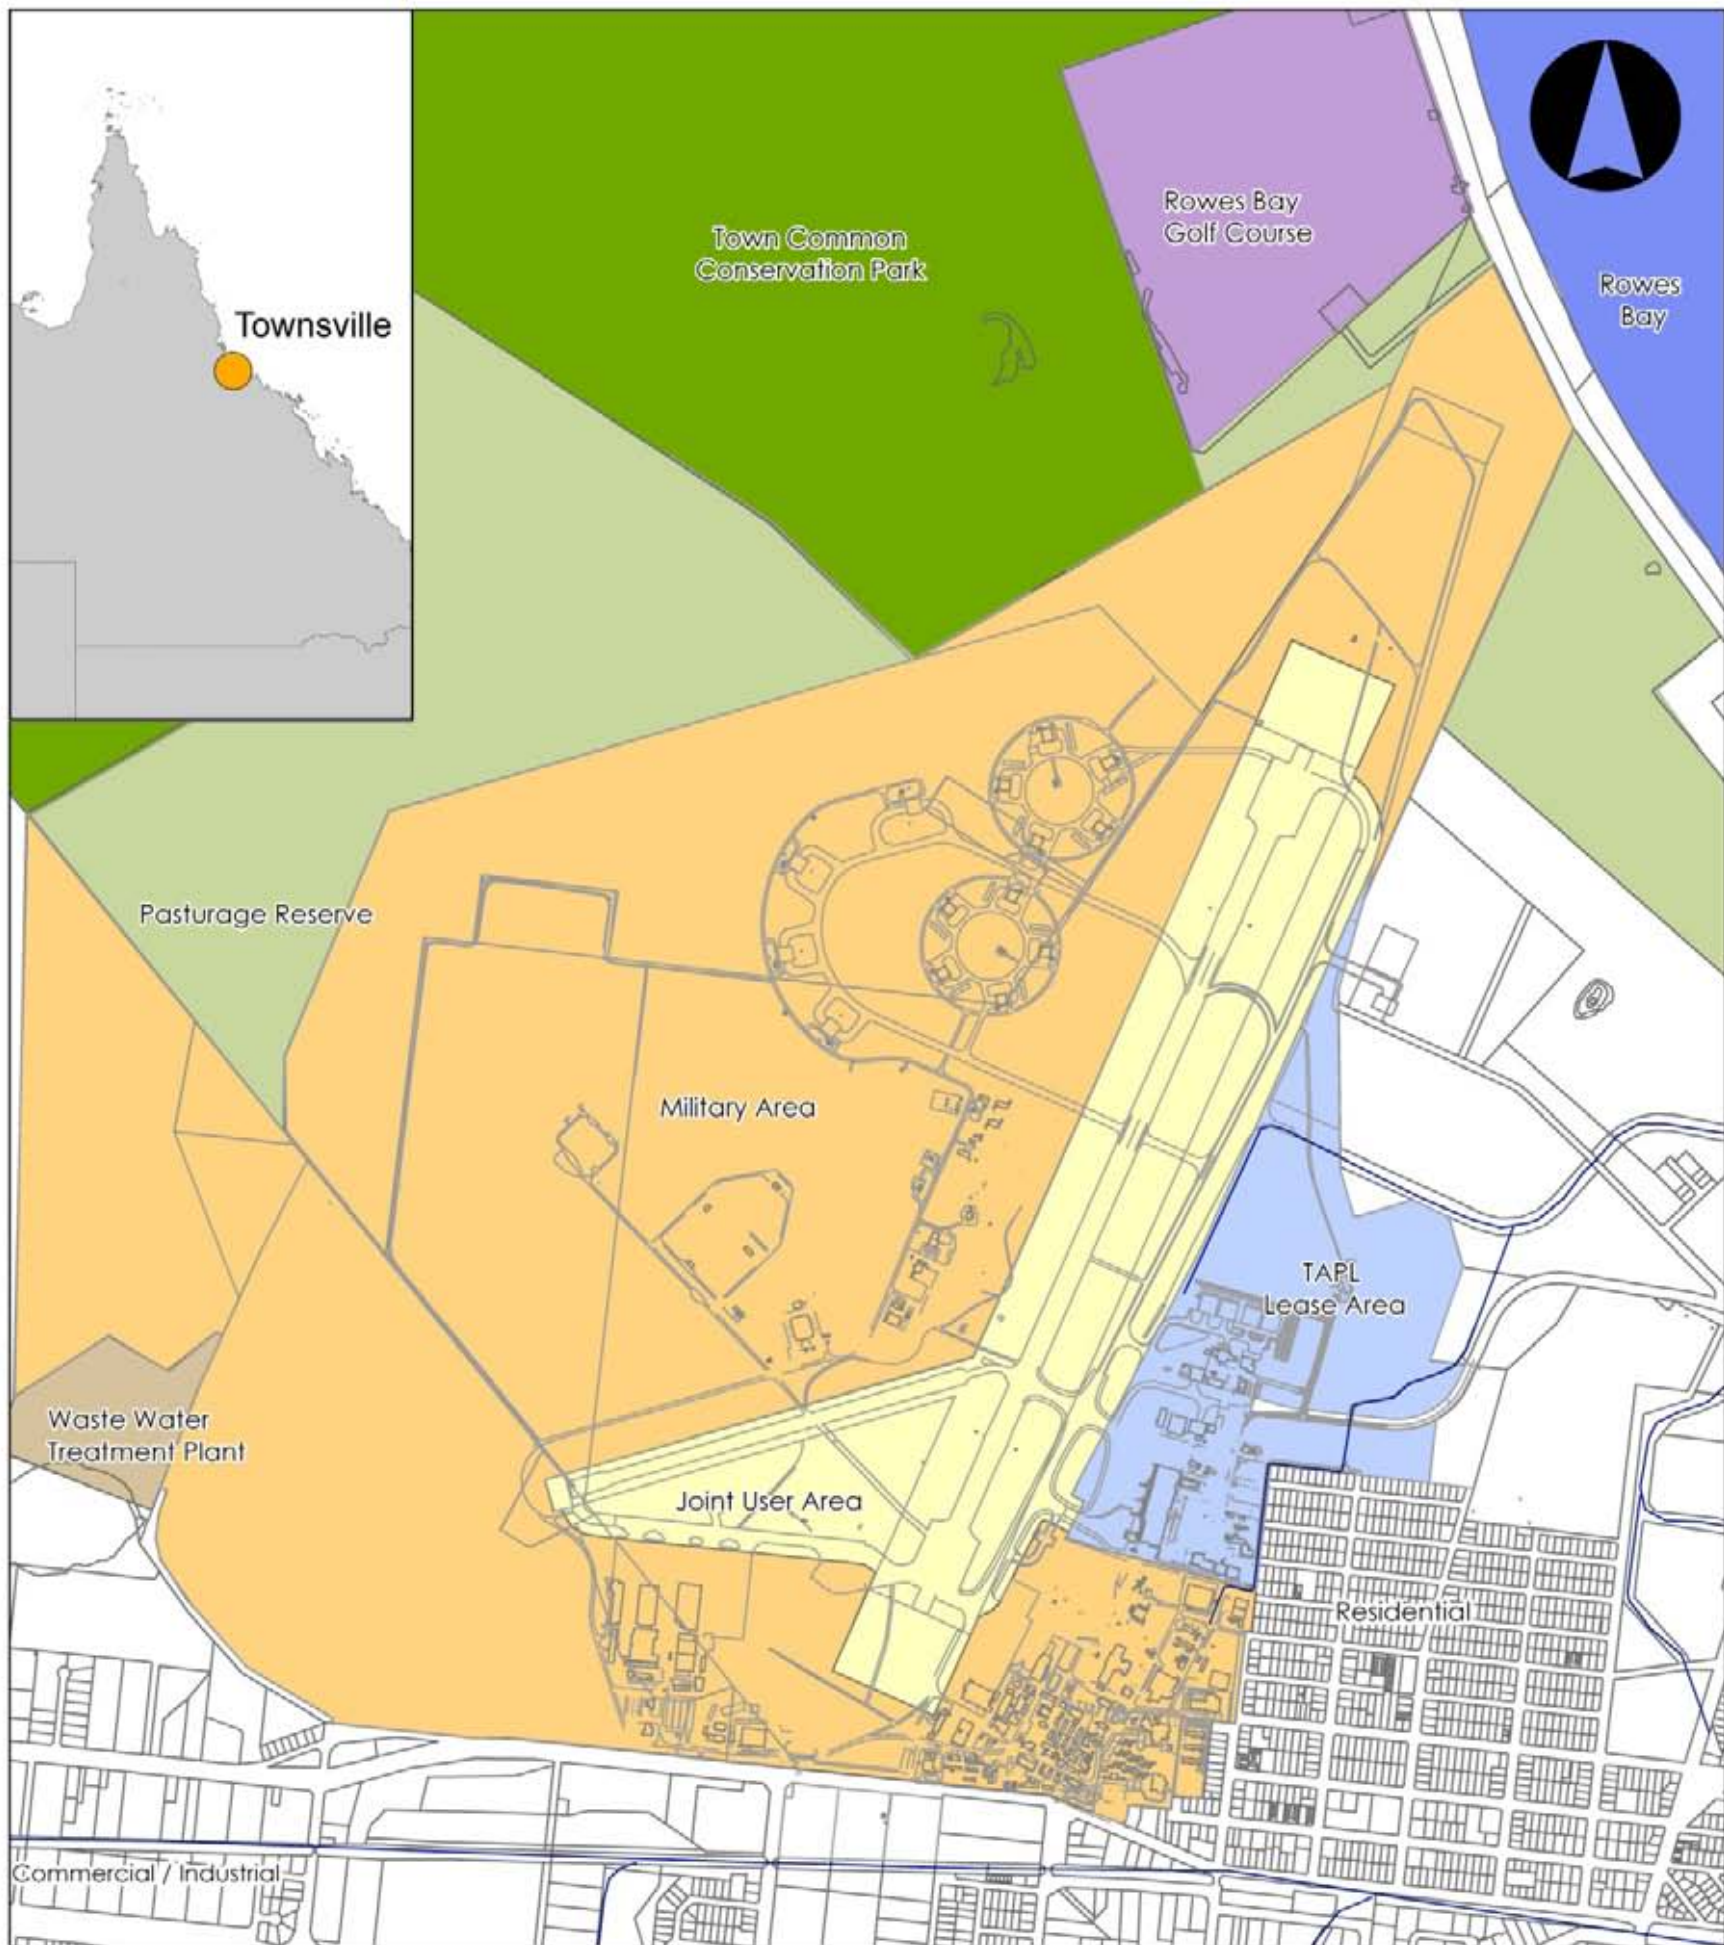 Townsville
Town Common
Conservation Park
Rowes Bay
Golf Course
Rowes
Bay
Pasturage Reserve
Military Area
TAPL
Lease Area
Waste Water
Treatment Plant
Joint User Area
Residential
Commercial / Industrial